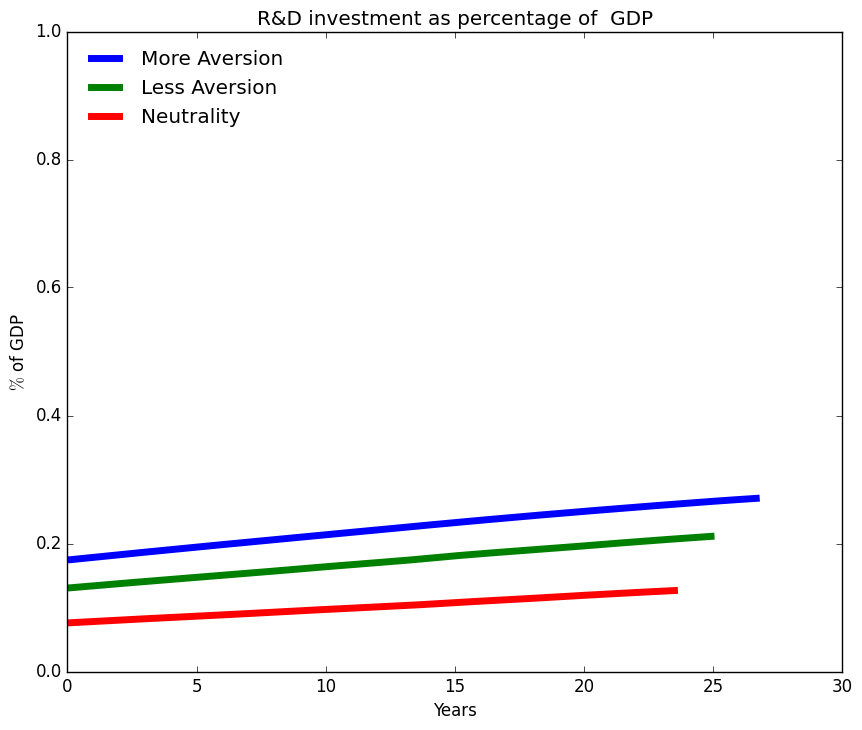 R&D investment as percentage of  GDP
1.0
0.8
0.6
0.4
0.2
0.0
% of GDP
More Aversion
Less Aversion
Neutrality
0 5 10 15 20 25 30
Years